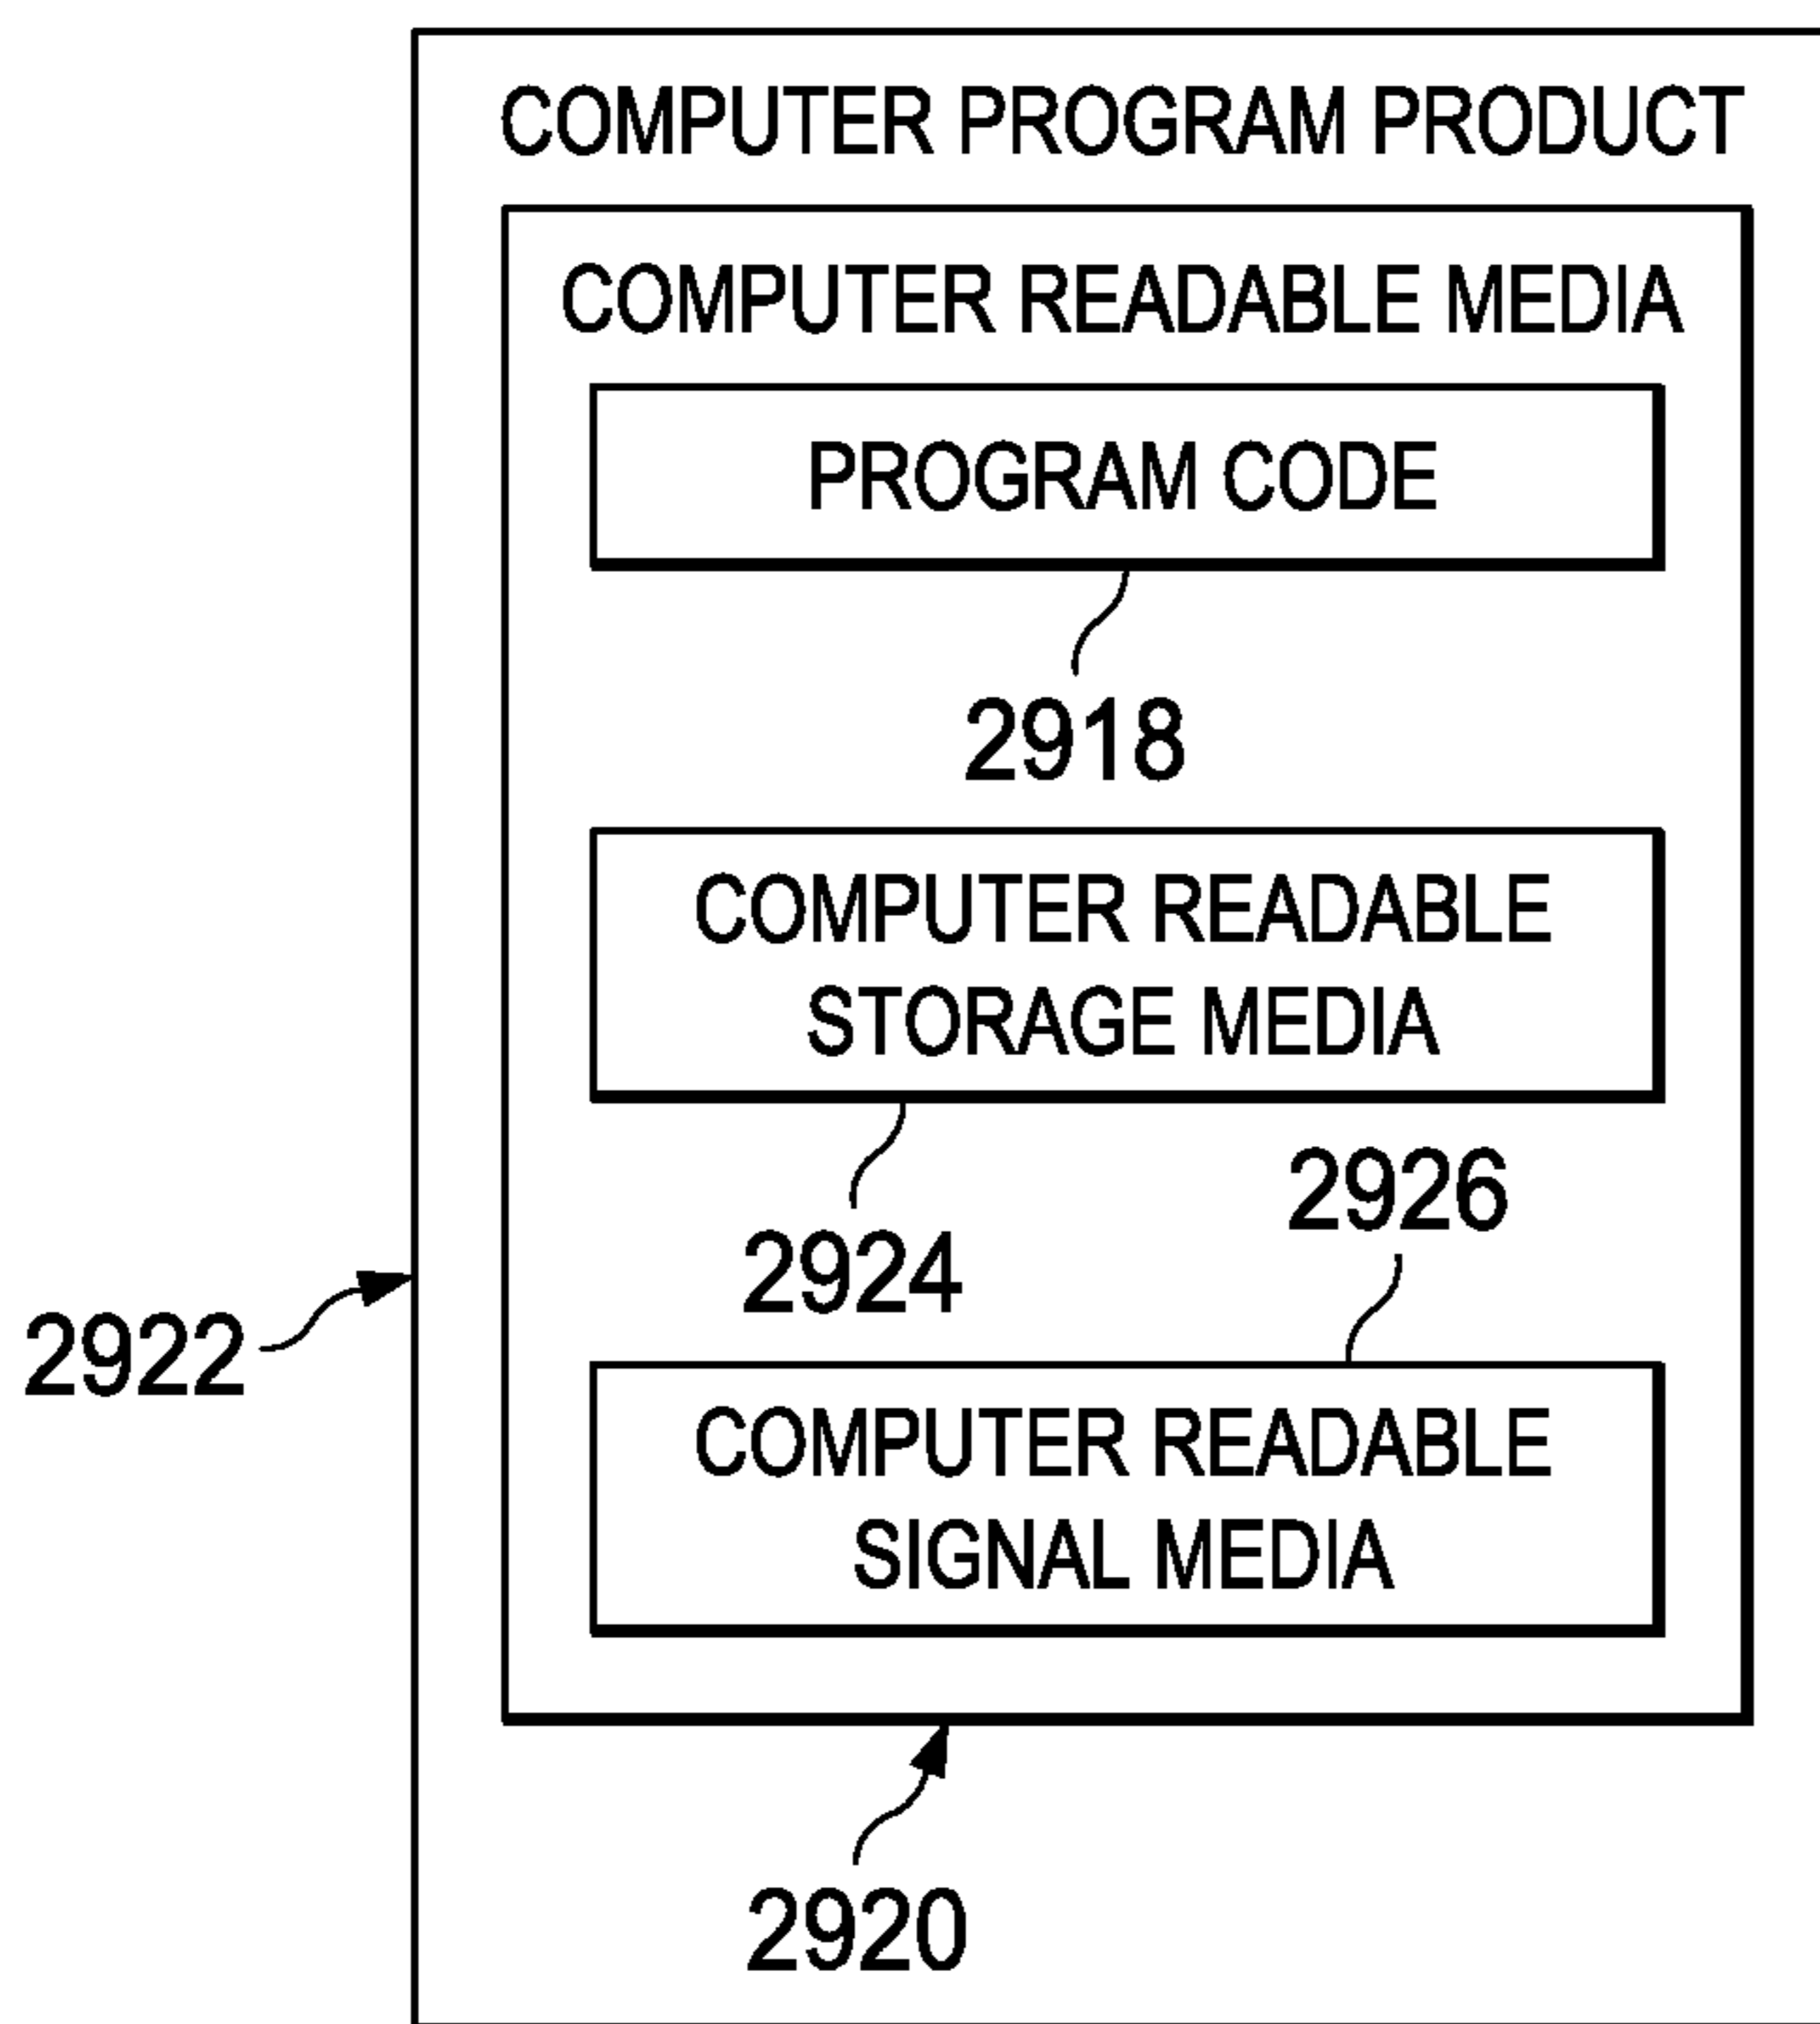 COMPUTER PROGRAM PRODUCT
COMPUTER READABLE MEDIA
PROGRAM CODE
2918
COMPUTER READABLE
STORAGE MEDIA
2926
2924
2922
COMPUTER READABLE
SIGNAL MEDIA
2920